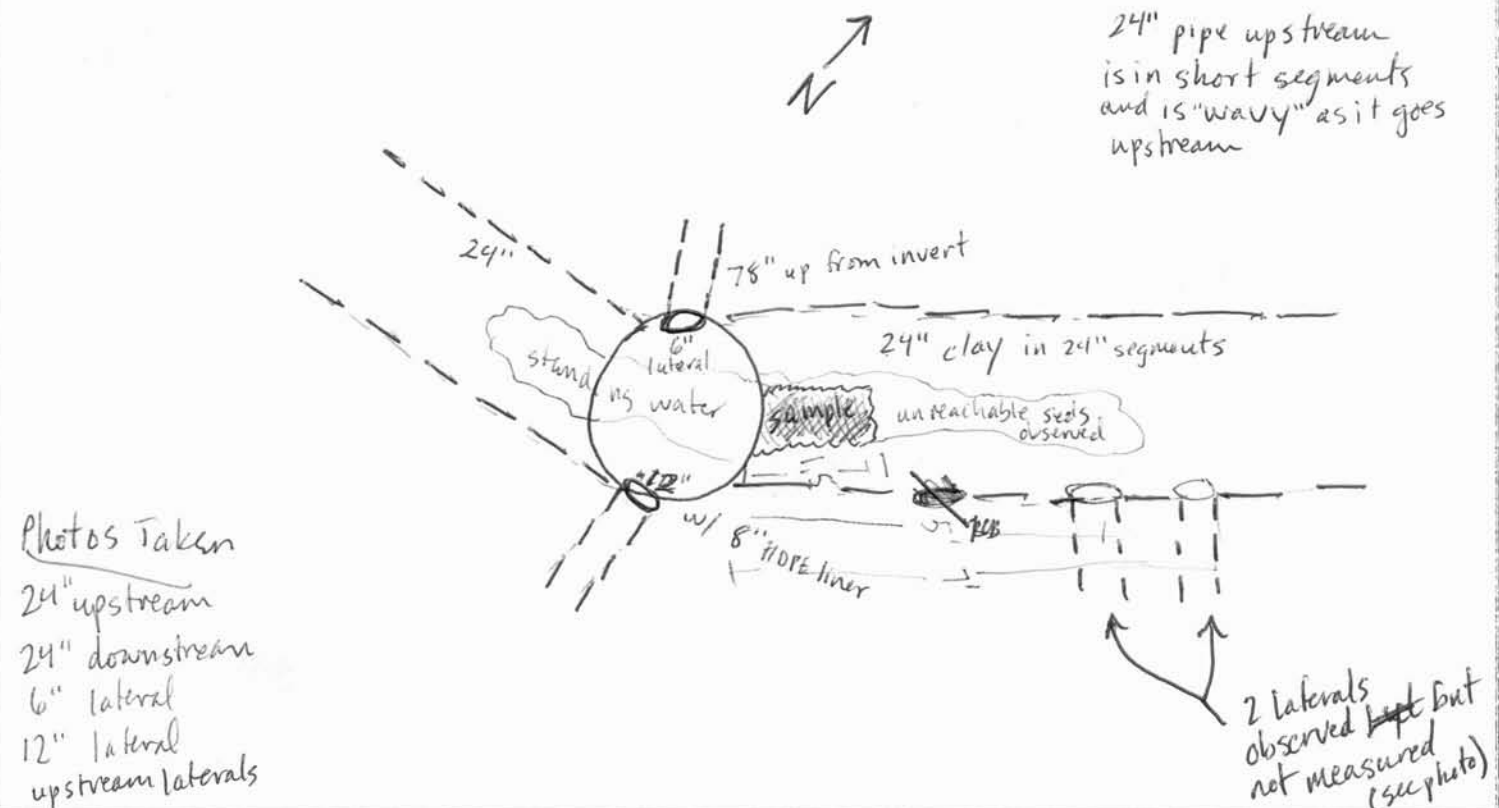 N
24" pipe upstream
is in short segments
and is "wavy" as it goes
upstream
24"
78" up from invert
6"
lateral
24" clay in 24" segments
standing water
sample
unreachable seds
observed
12"
w/ 8" HDPE liner
Photos Taken
24" upstream
24" downstream
6" lateral
12" lateral
upstream laterals
2 laterals
observed but
not measured
(see photo)